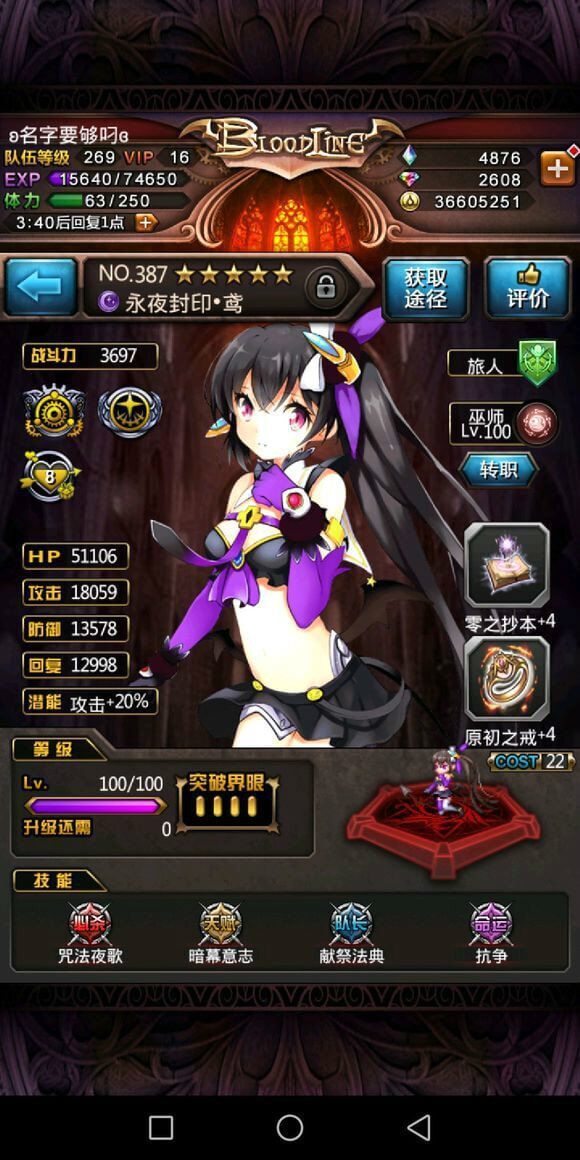 ʚ名字要够叼ɞ
BLOODLINE
队伍等级 269 VIP 16
4876
EXP 15640/74650
2608
体力 63/250
36605251
3:40后回复1点
NO.387
永夜封印•鸢
获取
途径
评价
战斗力 3697
旅人
巫师
Lv.100
8
转职
HP 51106
攻击 18059
防御 13578
回复 12998
潜能 攻击+20%
零之抄本+4
原初之戒+4
等级
COST 22
Lv. 100/100
突破界限
升级还需 0
技能
必杀 天赋 队长 命运
咒法夜歌 暗幕意志 献祭法典 抗争